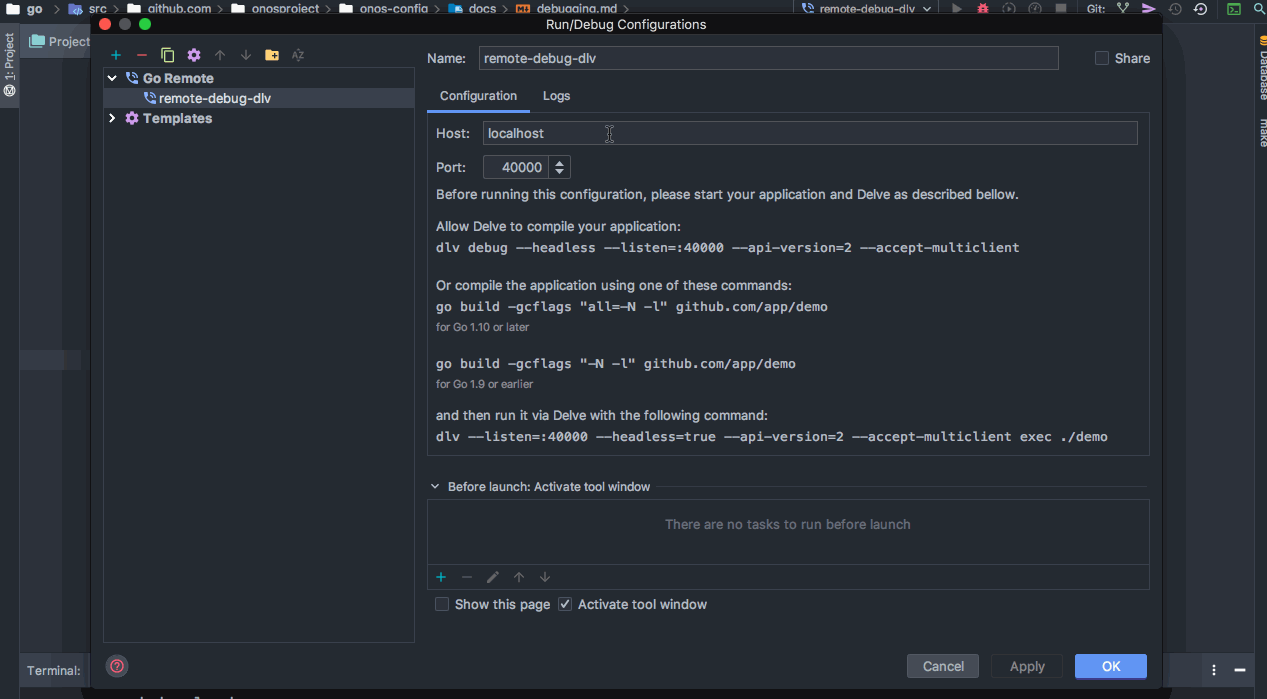 go > src > github.com > onosproject > onos-config > docs > debugging.md >
remote-debug-dlv
Git:
Run/Debug Configurations
1: Project
Project
Go Remote
remote-debug-dlv
Templates
Name: remote-debug-dlv
Share
Configuration Logs
Host: localhost
Port: 40000
Before running this configuration, please start your application and Delve as described bellow.
Allow Delve to compile your application:
dlv debug --headless --listen=:40000 --api-version=2 --accept-multiclient
Or compile the application using one of these commands:
go build -gcflags "all=-N -l" github.com/app/demo
for Go 1.10 or later
go build -gcflags "-N -l" github.com/app/demo
for Go 1.9 or earlier
and then run it via Delve with the following command:
dlv --listen=:40000 --headless=true --api-version=2 --accept-multiclient exec ./demo
Before launch: Activate tool window
There are no tasks to run before launch
Show this page Activate tool window
Cancel Apply OK
Terminal:
Database
make